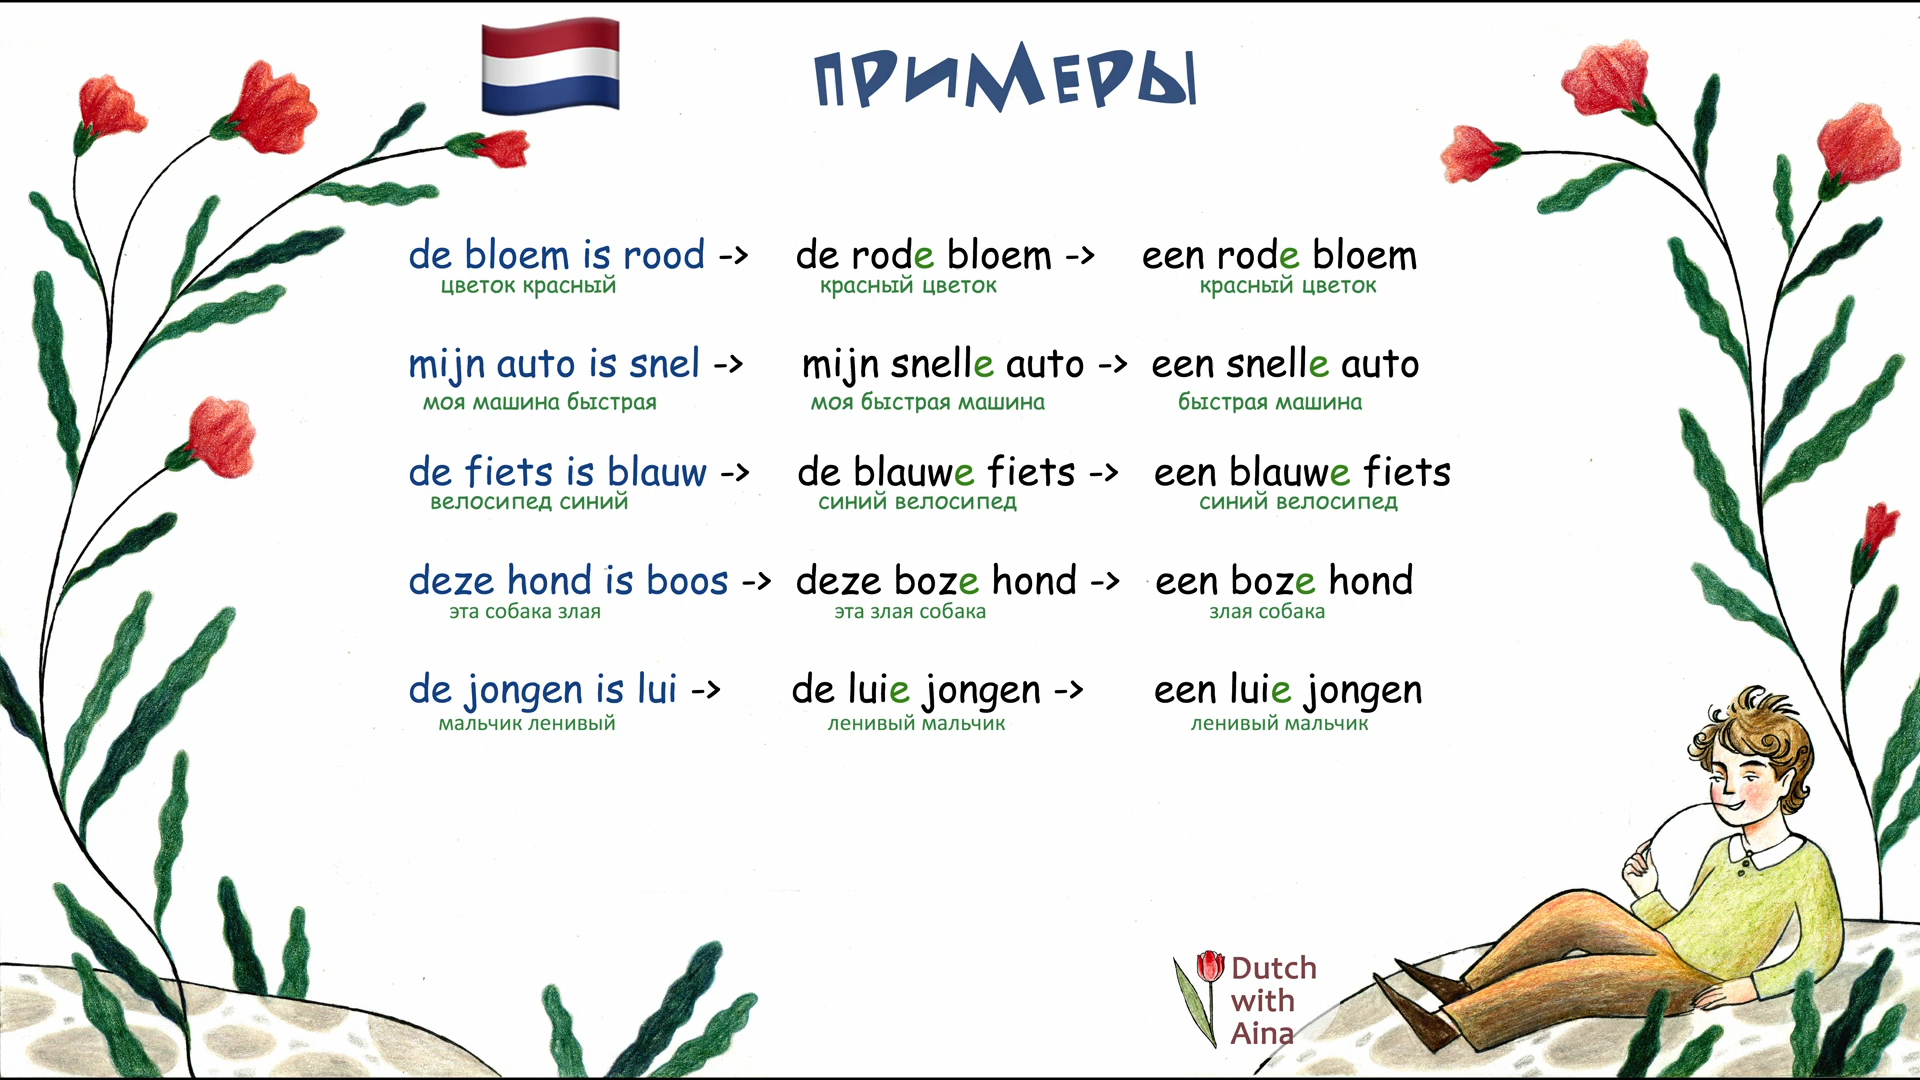 ПРИМЕРЫ
de bloem is rood -> de rode bloem -> een rode bloem
цветок красный красный цветок красный цветок
mijn auto is snel -> mijn snelle auto -> een snelle auto
моя машина быстрая моя быстрая машина быстрая машина
de fiets is blauw -> de blauwe fiets -> een blauwe fiets
велосипед синий синий велосипед синий велосипед
deze hond is boos -> deze boze hond -> een boze hond
эта собака злая эта злая собака злая собака
de jongen is lui -> de luie jongen -> een luie jongen
мальчик ленивый ленивый мальчик ленивый мальчик
Dutch
with
Aina